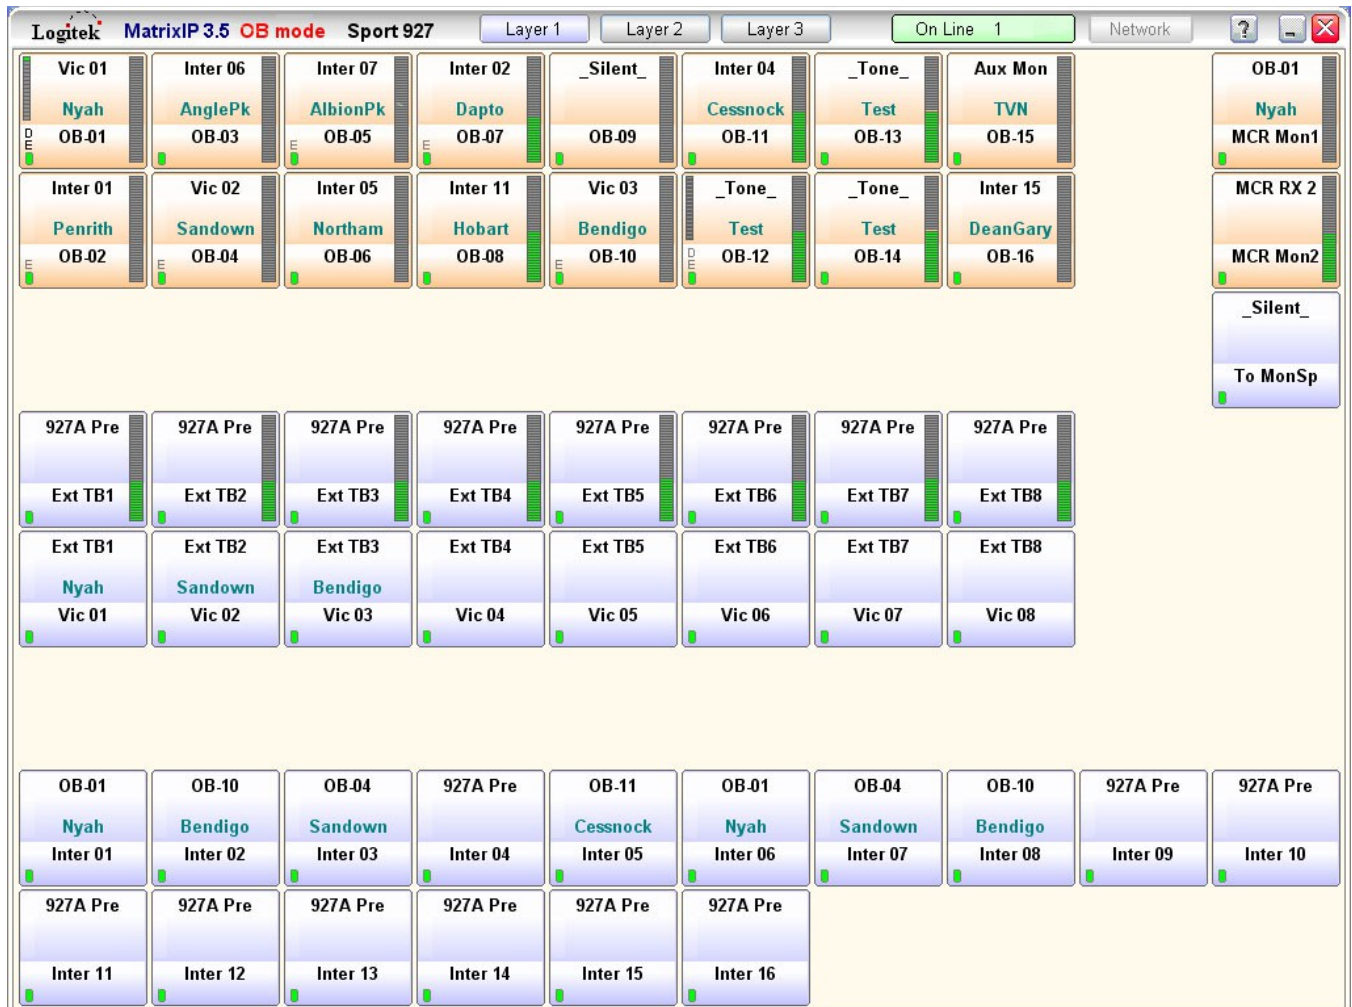 Logitek MatrixIP 3.5 OB mode Sport 927 Layer 1 Layer 2 Layer 3 On Line 1 Network ?
Vic 01 Inter 06 Inter 07 Inter 02 _Silent_ Inter 04 _Tone_ Aux Mon OB-01
Nyah AnglePk AlbionPk Dapto Cessnock Test TVN Nyah
D
E OB-01 OB-03 E OB-05 E OB-07 OB-09 OB-11 OB-13 OB-15 MCR Mon1
Inter 01 Vic 02 Inter 05 Inter 11 Vic 03 _Tone_ _Tone_ Inter 15 MCR RX 2
Penrith Sandown Northam Hobart Bendigo Test Test DeanGary
E OB-02 E OB-04 OB-06 OB-08 E OB-10 D E OB-12 OB-14 OB-16 MCR Mon2
_Silent_
To MonSp
927A Pre 927A Pre 927A Pre 927A Pre 927A Pre 927A Pre 927A Pre 927A Pre
Ext TB1 Ext TB2 Ext TB3 Ext TB4 Ext TB5 Ext TB6 Ext TB7 Ext TB8
Ext TB1 Ext TB2 Ext TB3 Ext TB4 Ext TB5 Ext TB6 Ext TB7 Ext TB8
Nyah Sandown Bendigo
Vic 01 Vic 02 Vic 03 Vic 04 Vic 05 Vic 06 Vic 07 Vic 08
OB-01 OB-10 OB-04 927A Pre OB-11 OB-01 OB-04 OB-10 927A Pre 927A Pre
Nyah Bendigo Sandown Cessnock Nyah Sandown Bendigo
Inter 01 Inter 02 Inter 03 Inter 04 Inter 05 Inter 06 Inter 07 Inter 08 Inter 09 Inter 10
927A Pre 927A Pre 927A Pre 927A Pre 927A Pre 927A Pre
Inter 11 Inter 12 Inter 13 Inter 14 Inter 15 Inter 16